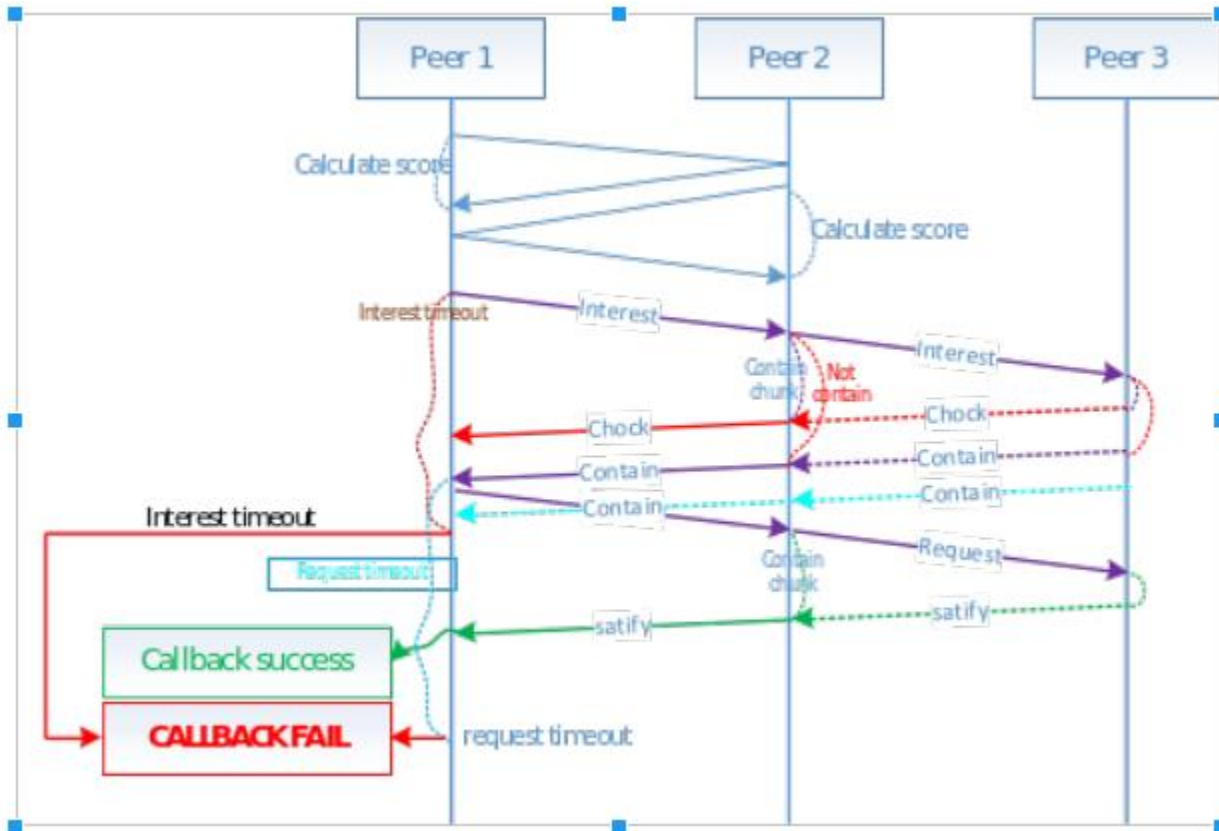 Peer 1
Peer 2
Peer 3
Calculate score
Calculate score
Interest timeout
Interest
Interest
Contain
chunk
Not
contain
Chock
Chock
Contain
Contain
Contain
Contain
Interest timeout
Request
Request timeout
Contain
chunk
satify
satify
Callback success
CALLBACK FAIL
request timeout